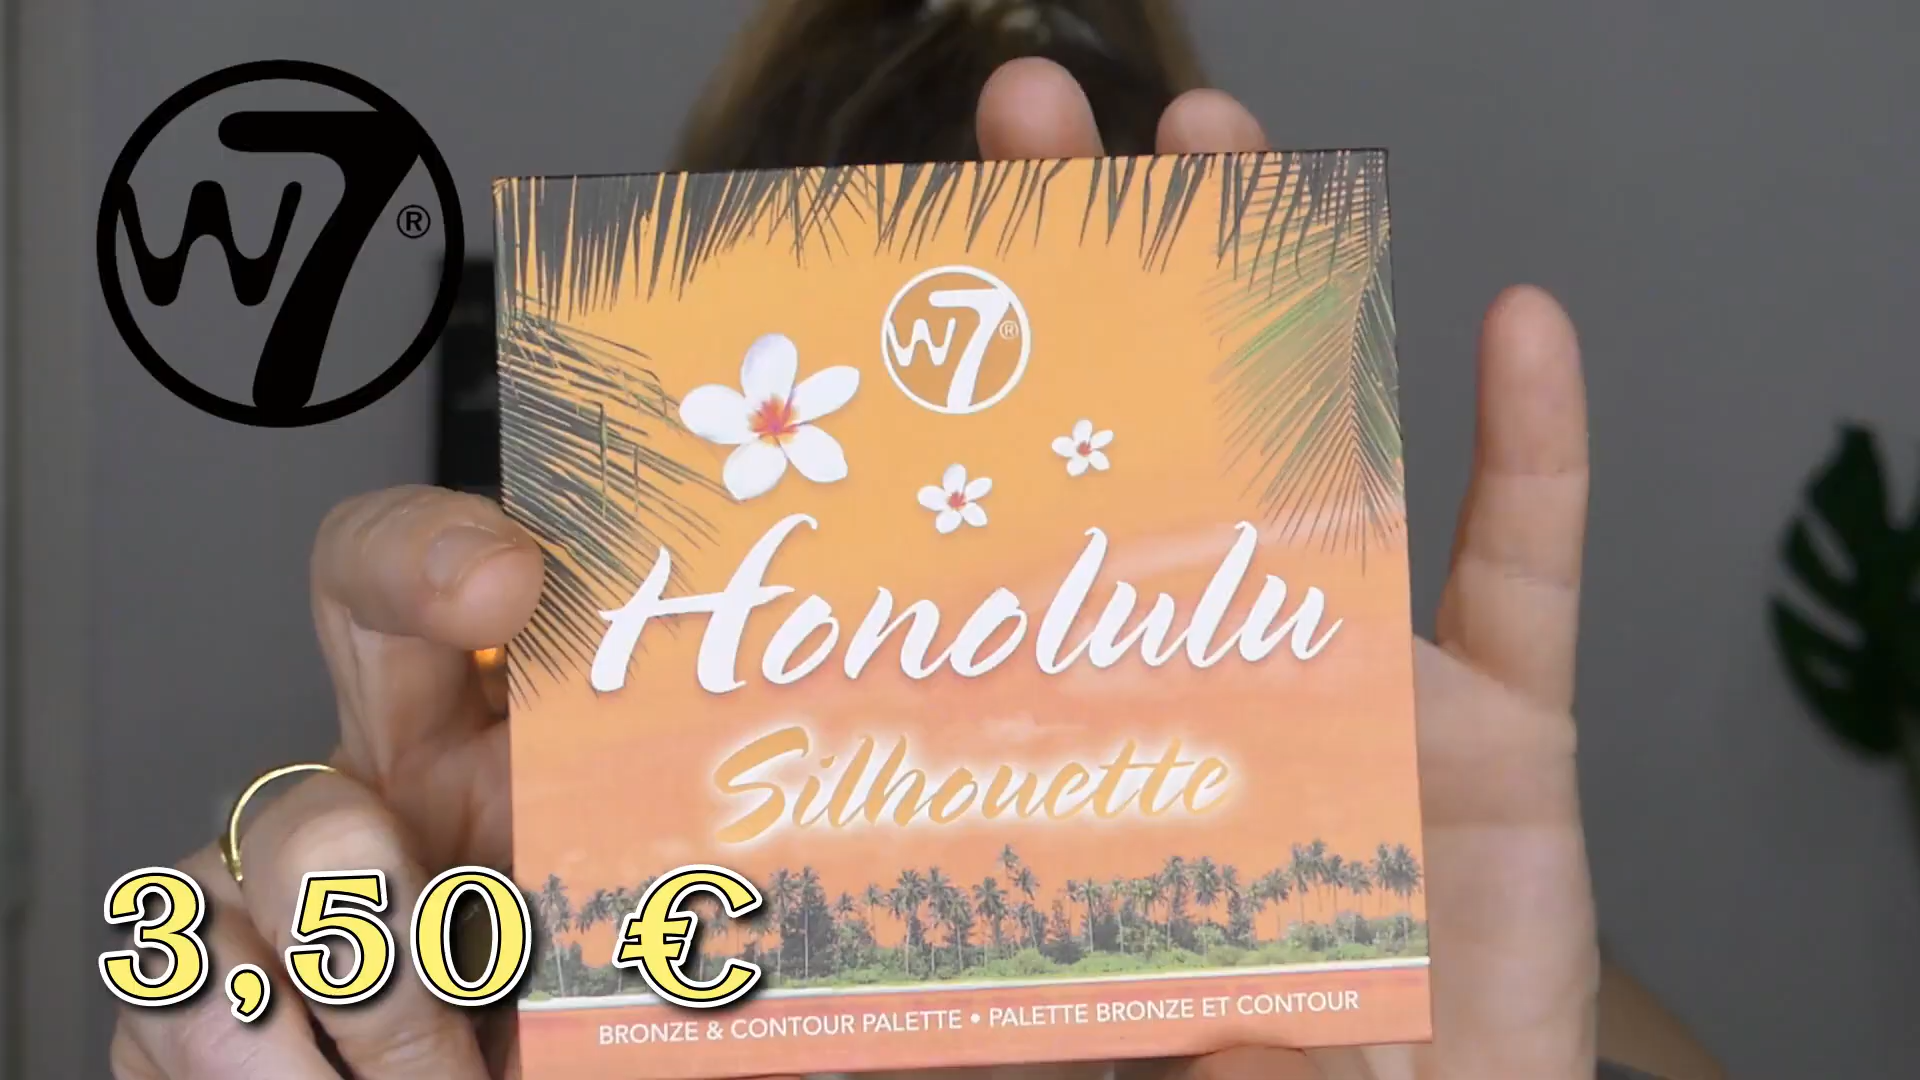 W7®
W7®
Honolulu
Silhouette
3,50 €
BRONZE & CONTOUR PALETTE • PALETTE BRONZE ET CONTOUR